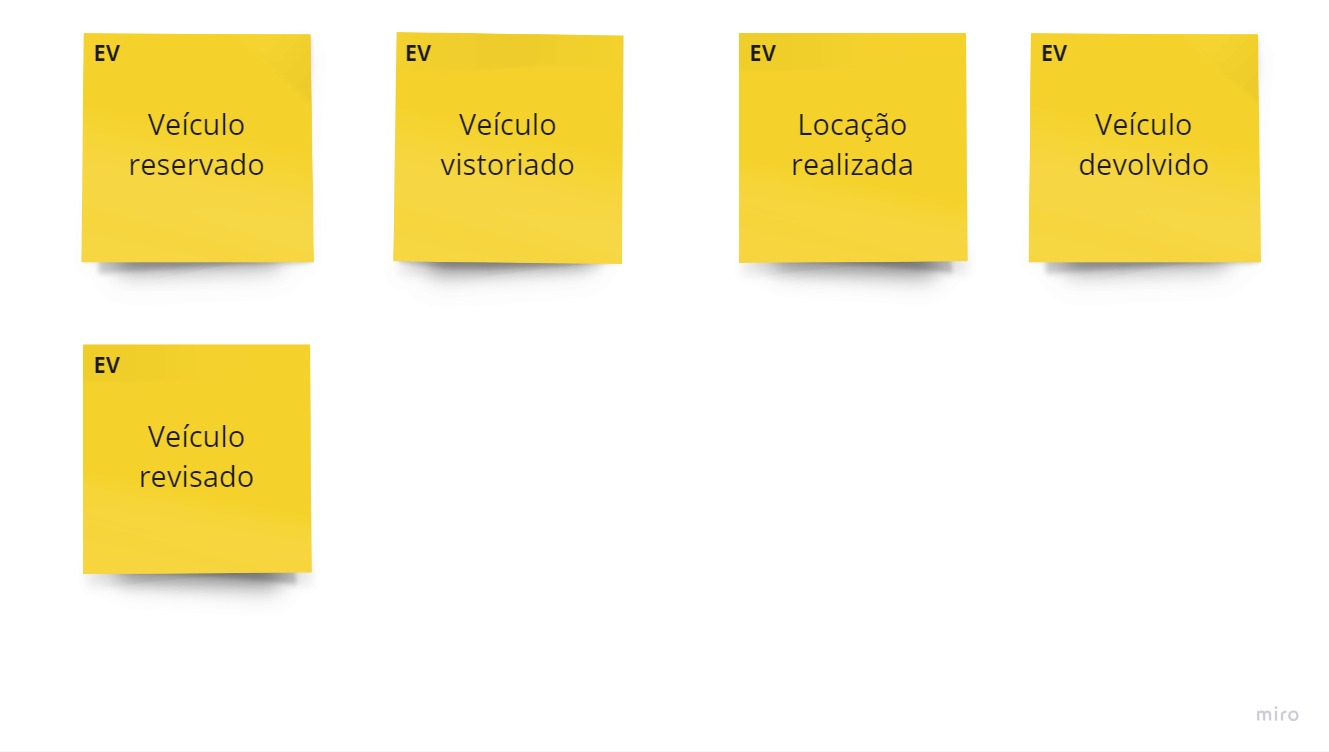 EV
Veículo
reservado
EV
Veículo
vistoriado
EV
Locação
realizada
EV
Veículo
devolvido
EV
Veículo
revisado
miro